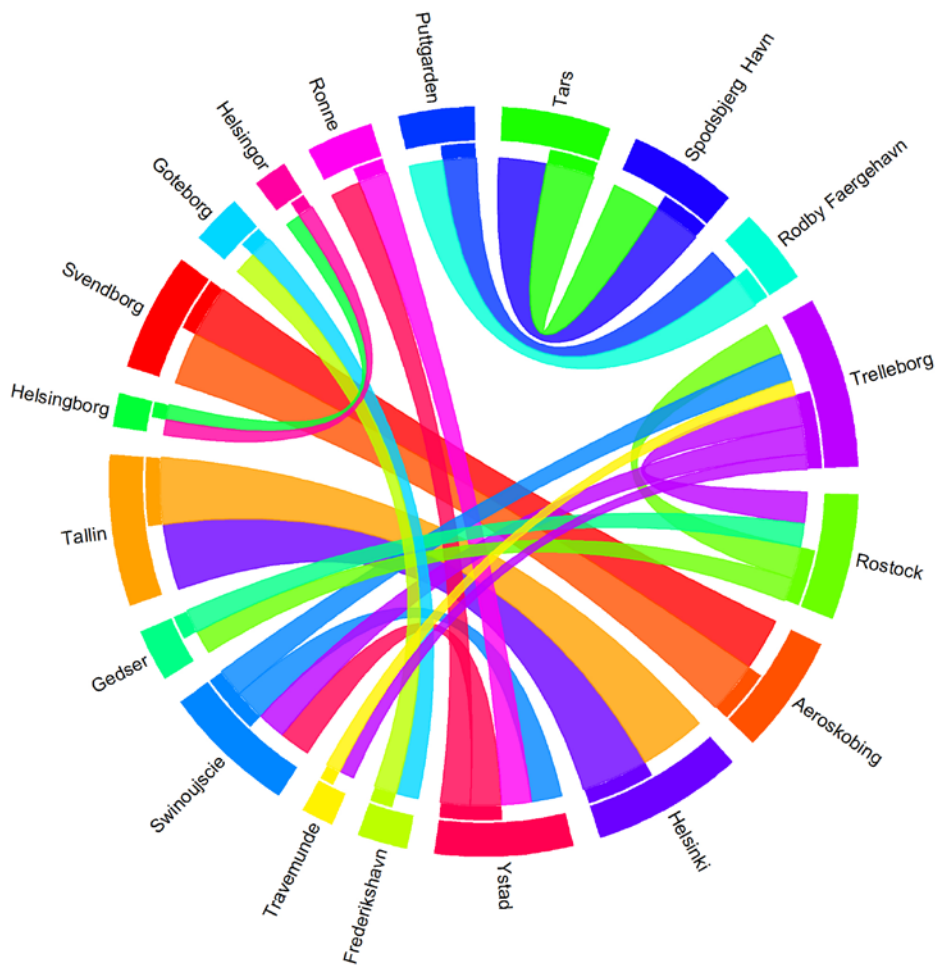 Puttgarden
Tars
Spodsbjerg Havn
Rodby Faergehavn
Trelleborg
Rostock
Aeroskobing
Helsinki
Ystad
Frederikshavn
Travemunde
Swinoujscie
Gedser
Tallin
Helsingborg
Svendborg
Goteborg
Helsingor
Ronne